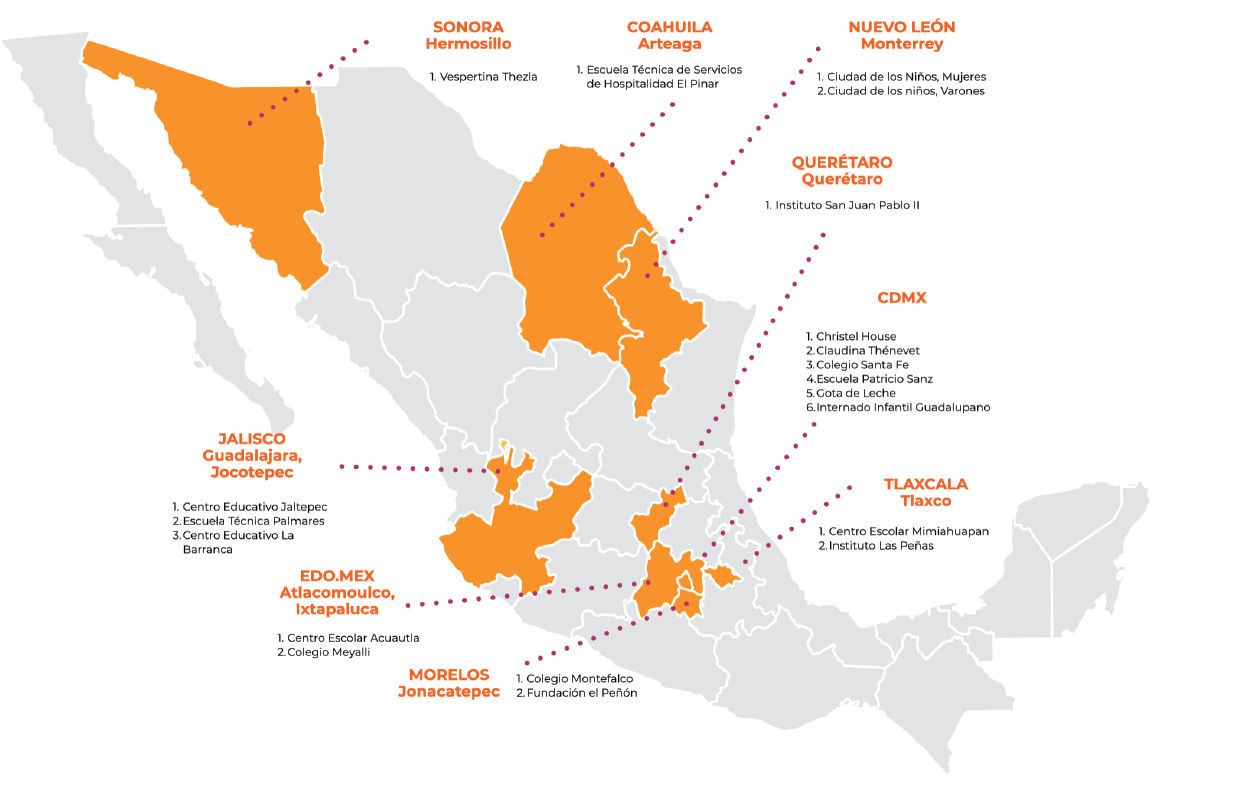 SONORA
Hermosillo
1. Vespertina Thezla
COAHUILA
Arteaga
1. Escuela Técnica de Servicios
de Hospitalidad El Pinar
NUEVO LEÓN
Monterrey
1. Ciudad de los Niños, Mujeres
2. Ciudad de los niños, Varones
QUERÉTARO
Querétaro
1. Instituto San Juan Pablo II
CDMX
1. Christel House
2. Claudina Thénevet
3. Colegio Santa Fe
4. Escuela Patricio Sanz
5. Gota de Leche
6. Internado Infantil Guadalupano
JALISCO
Guadalajara,
Jocotepec
1. Centro Educativo Jaltepec
2. Escuela Técnica Palmares
3. Centro Educativo La
Barranca
TLAXCALA
Tlaxco
1. Centro Escolar Mimiahuapan
2. Instituto Las Peñas
EDO.MEX
Atlacomoulco,
Ixtapaluca
1. Centro Escolar Acuautla
2. Colegio Meyalli
MORELOS
Jonacatepec
1. Colegio Montefalco
2. Fundación el Peñón